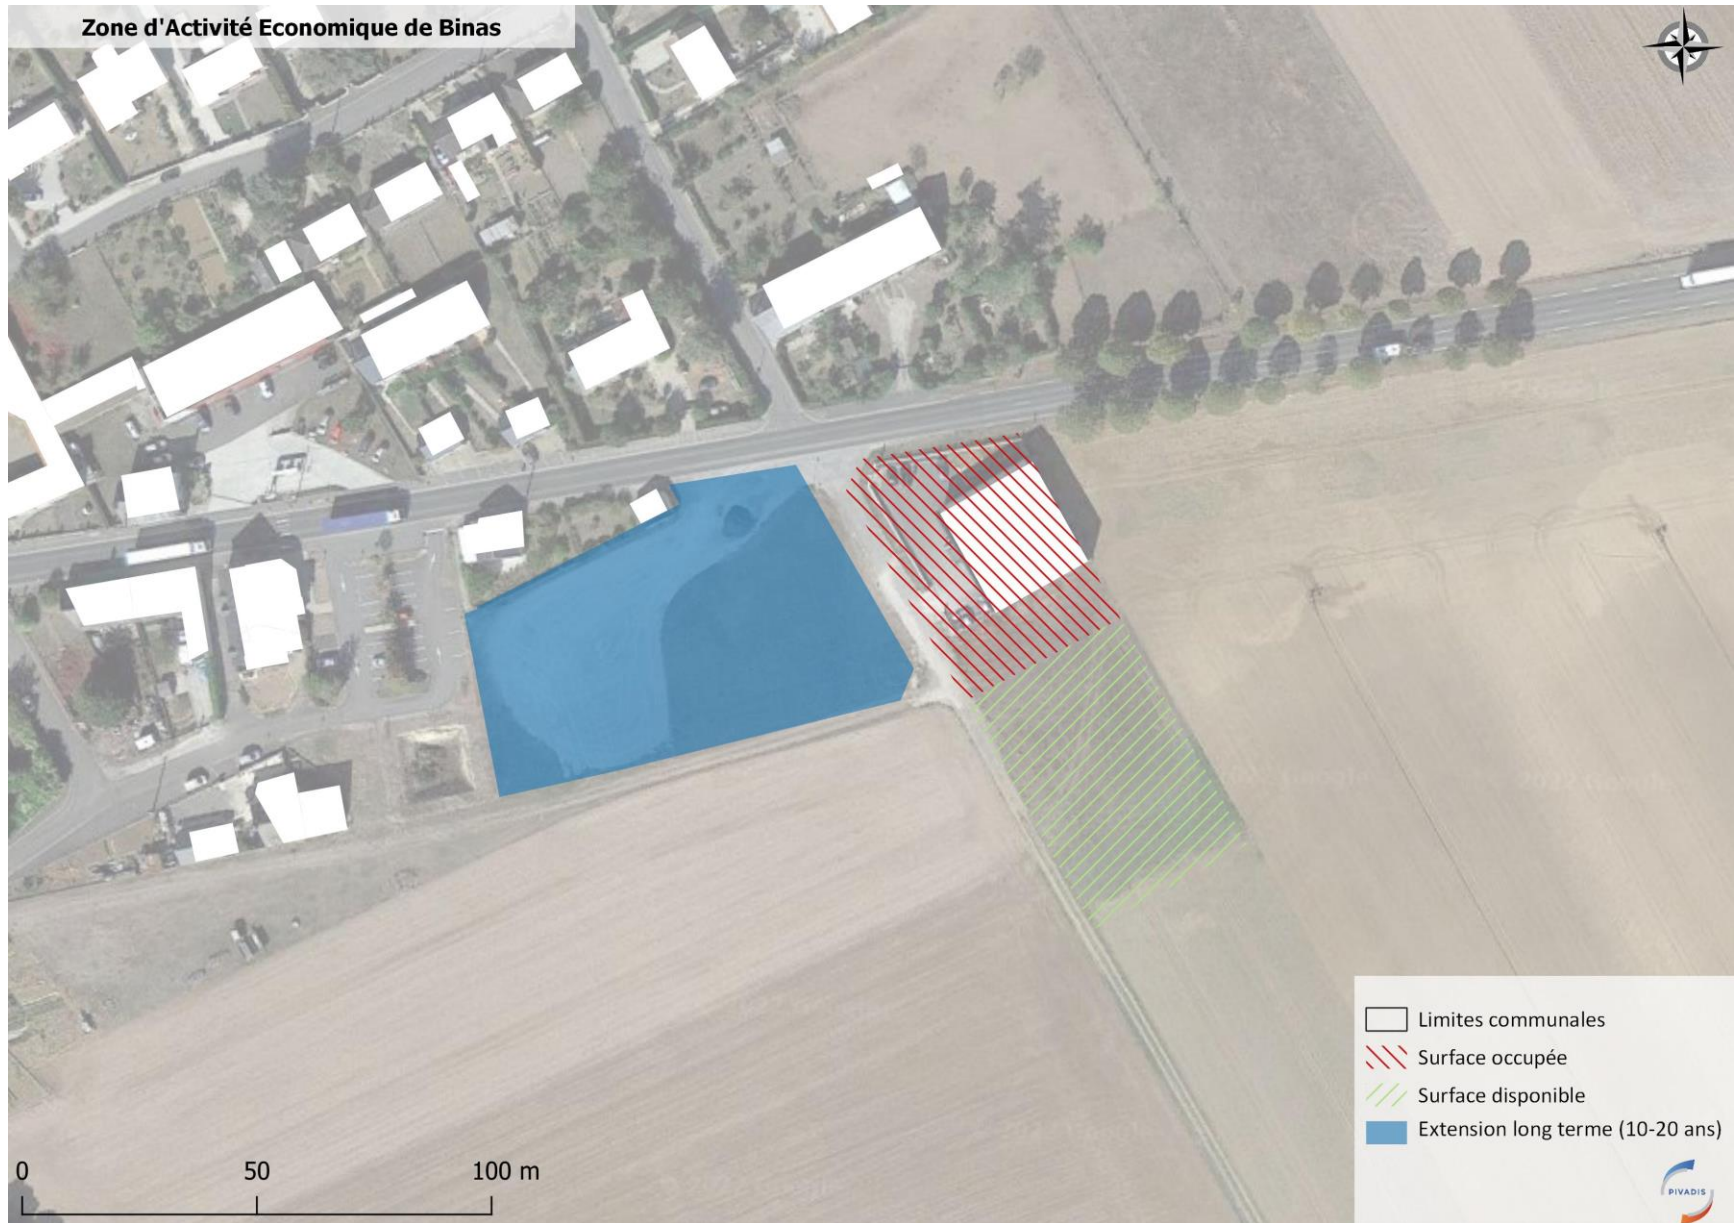 Zone d'Activité Economique de Binas
Limites communales
Surface occupée
Surface disponible
Extension long terme (10-20 ans)
0 50 100 m
PIVADIS